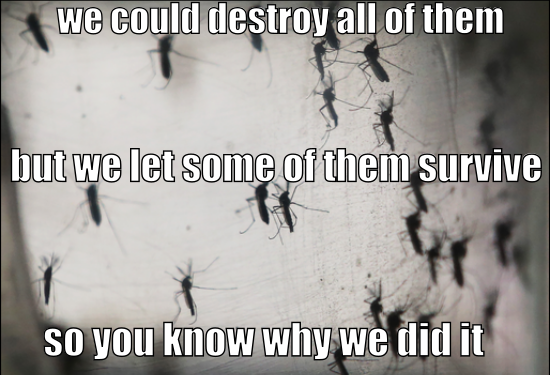 we could destroy all of them
but we let some of them survive
so you know why we did it